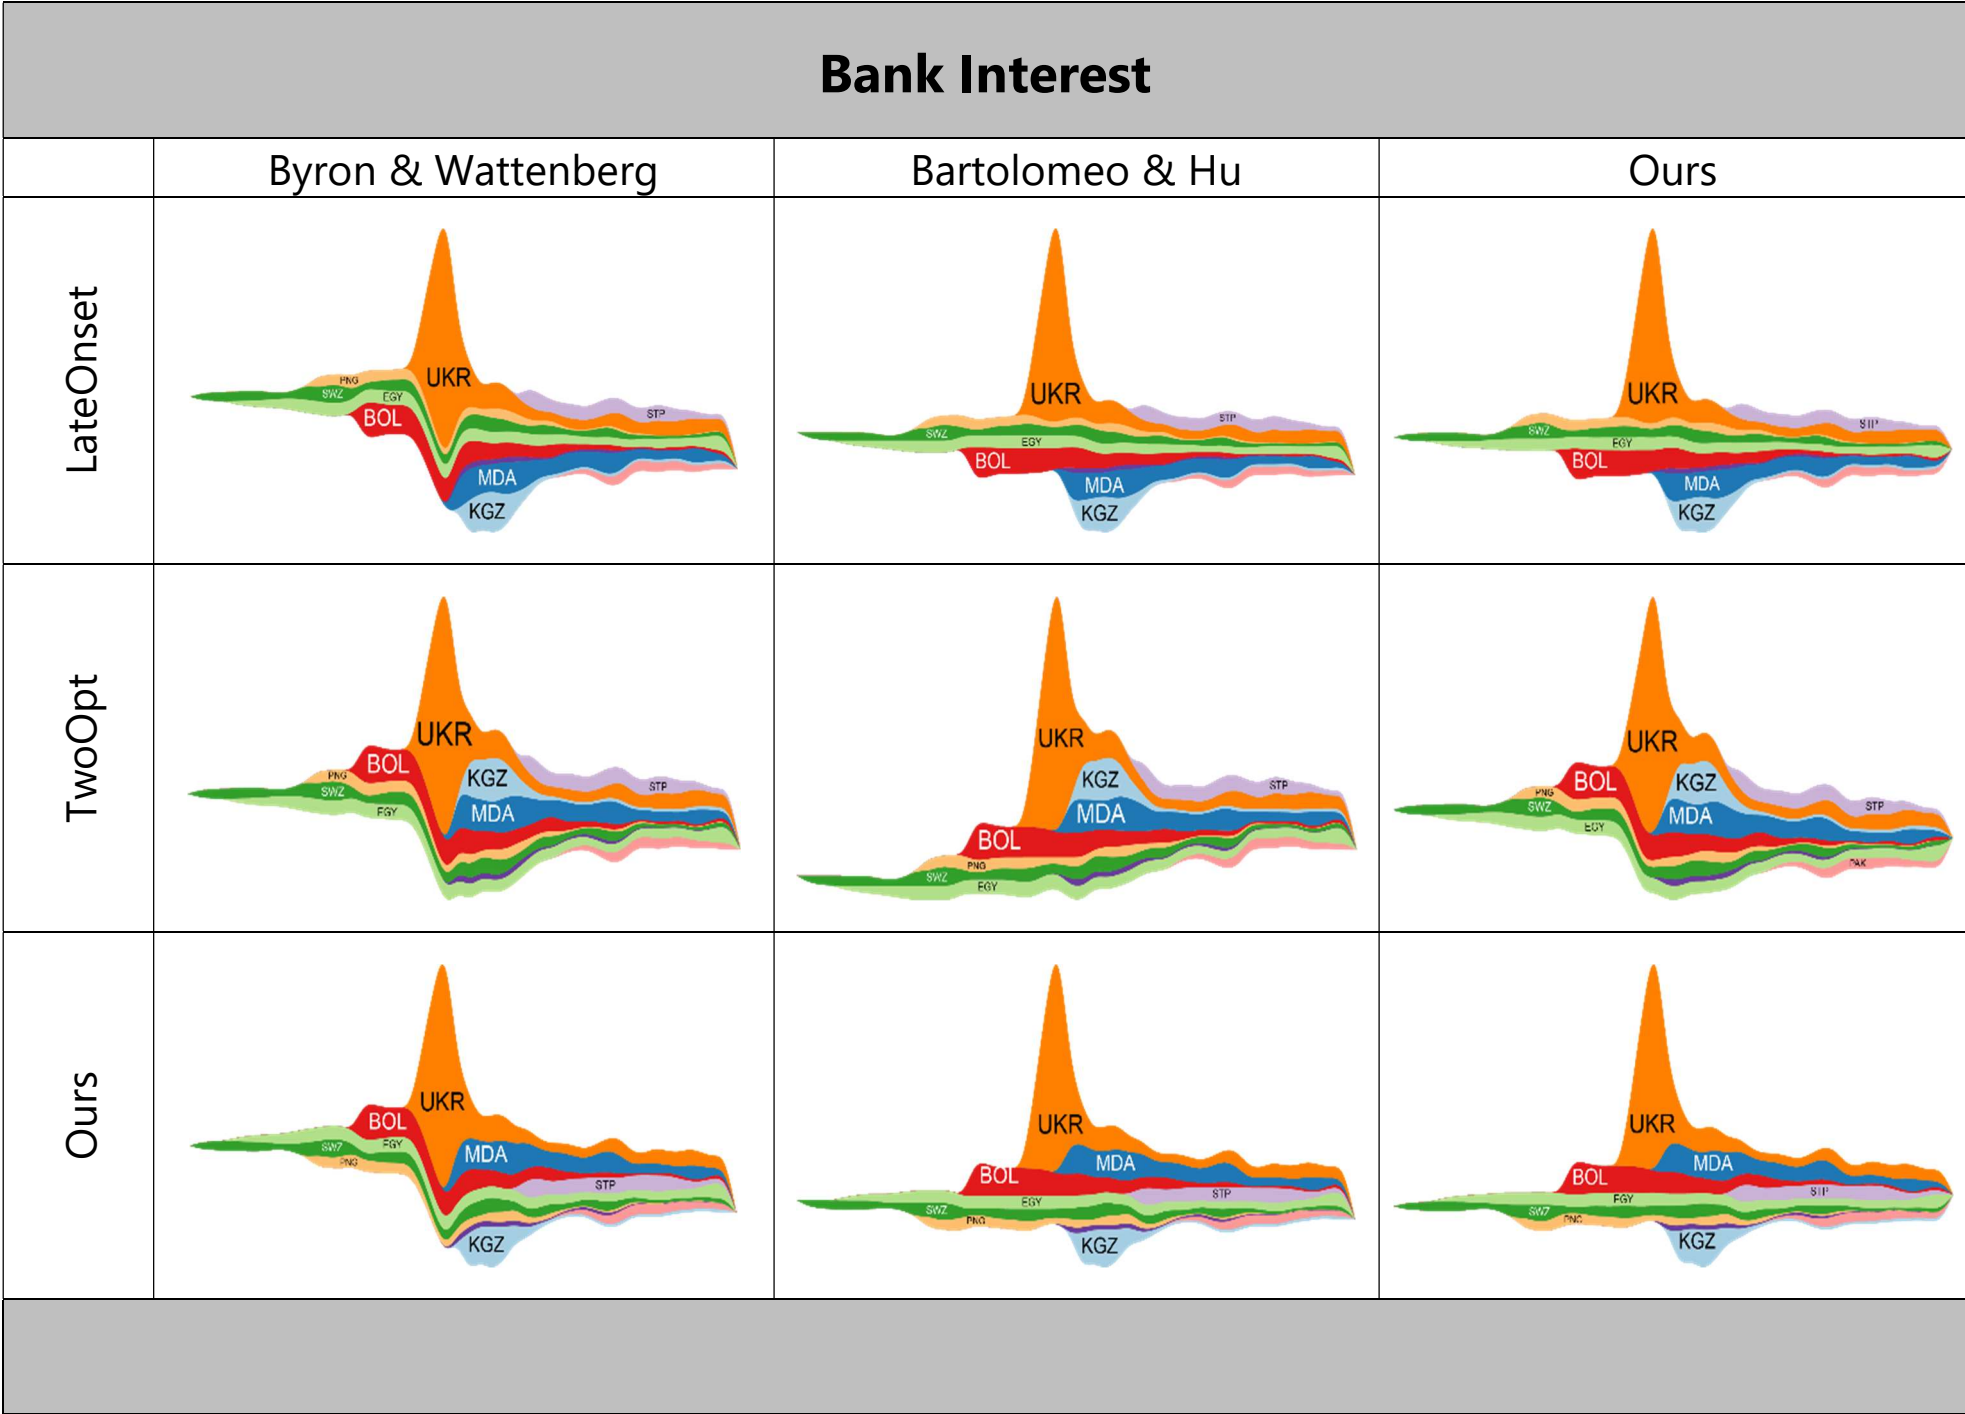 Bank Interest
Byron & Wattenberg Bartolomeo & Hu Ours
LateOnset
UKR
PNG
SWZ
EGY
BOL
STP
MDA
KGZ
UKR
SWZ
EGY
BOL
STP
MDA
KGZ
UKR
SWZ
EGY
BOL
STP
MDA
KGZ
TwoOpt
UKR
BOL
PNG
KGZ
SWZ
STP
EGY
MDA
UKR
KGZ
STP
MDA
BOL
PNG
SWZ
EGY
UKR
BOL
KGZ
PNG
SWZ
STP
MDA
EGY
PAK
Ours
UKR
BOL
SWZ
EGY
MDA
PNG
STP
KGZ
UKR
MDA
BOL
EGY
STP
SWZ
PNG
KGZ
UKR
MDA
BOL
EGY
STP
SWZ
PNG
KGZ